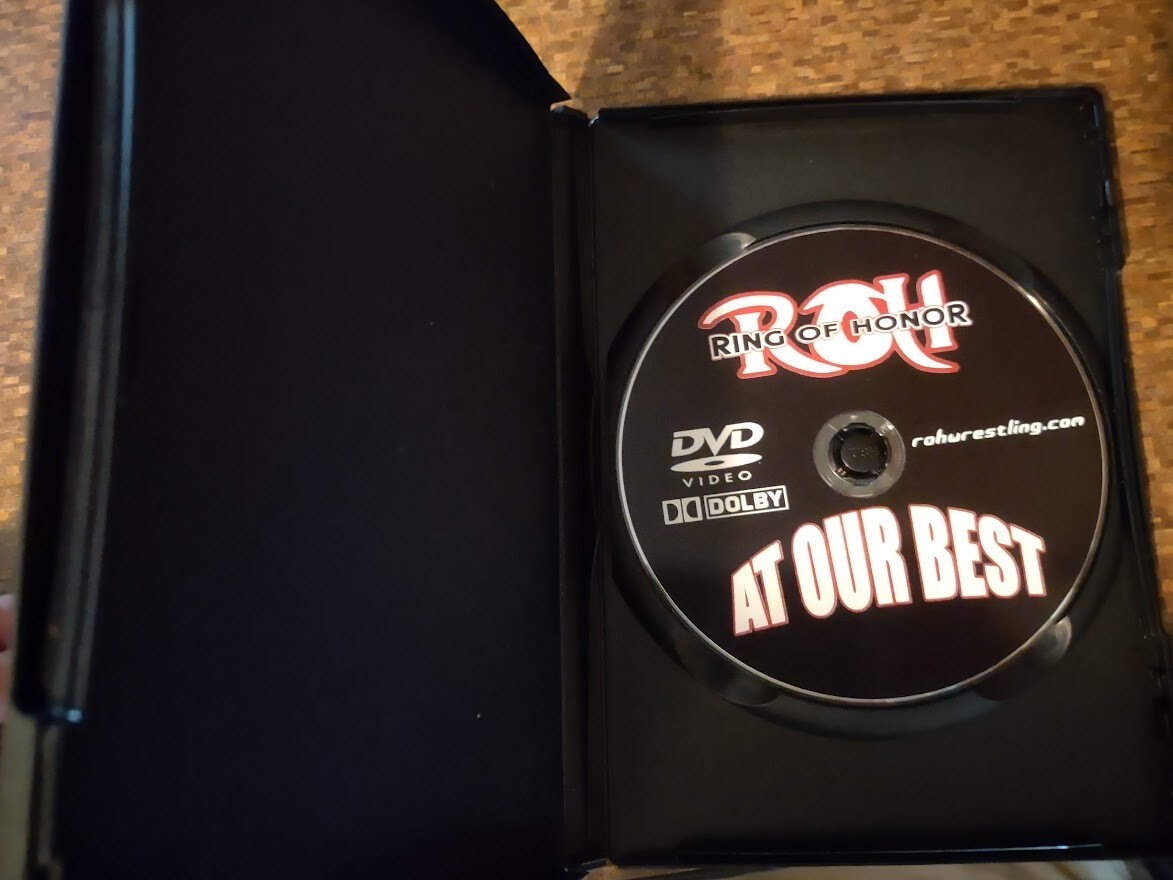 ROH
RING OF HONOR
DVD
VIDEO
rohwrestling.com
DOLBY
AT OUR BEST